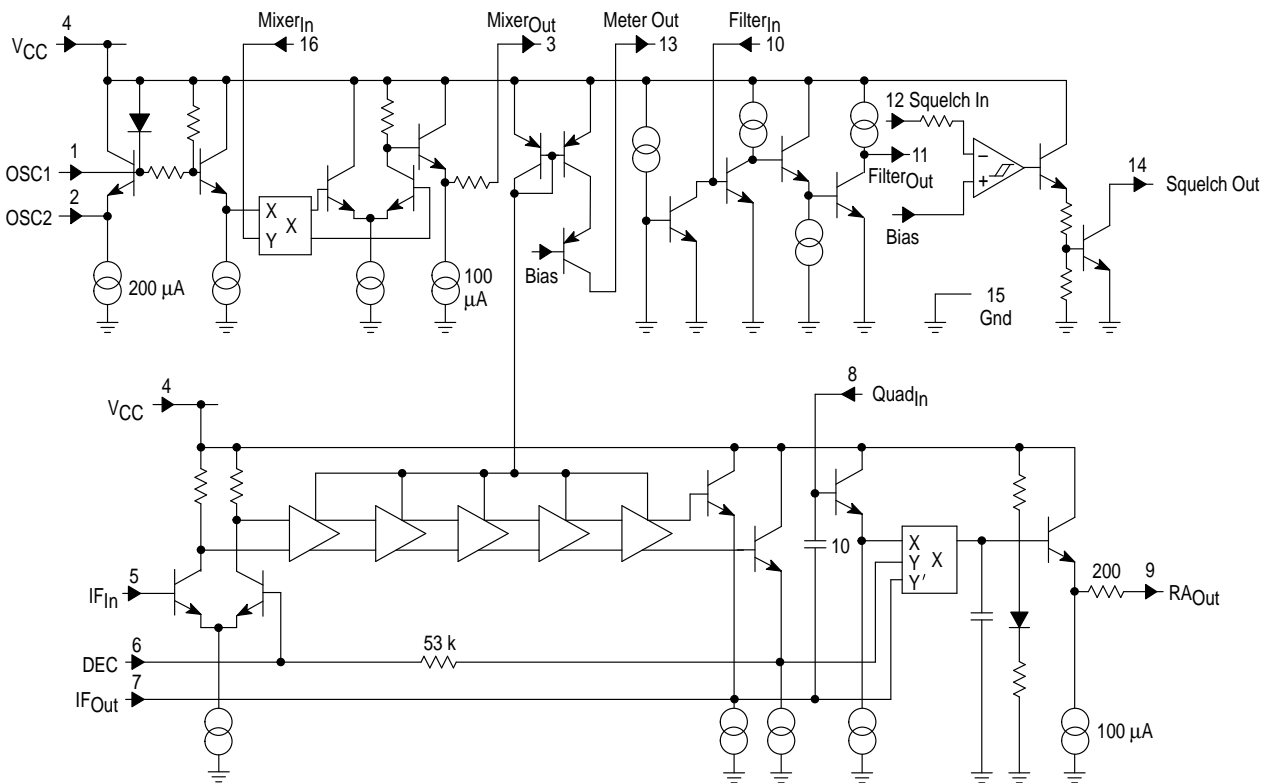 4
VCC
MixerIn
16
MixerOut
3
Meter Out
13
FilterIn
10
12 Squelch In
1
OSC1
2
OSC2
X
Y
X
200 µA
100
µA
Bias
11
FilterOut
−
+
Bias
14
Squelch Out
15
Gnd
4
VCC
8
QuadIn
10
X
Y
Y′
X
5
IFIn
200
9
RAOut
6
DEC
53 k
7
IFOut
100 µA